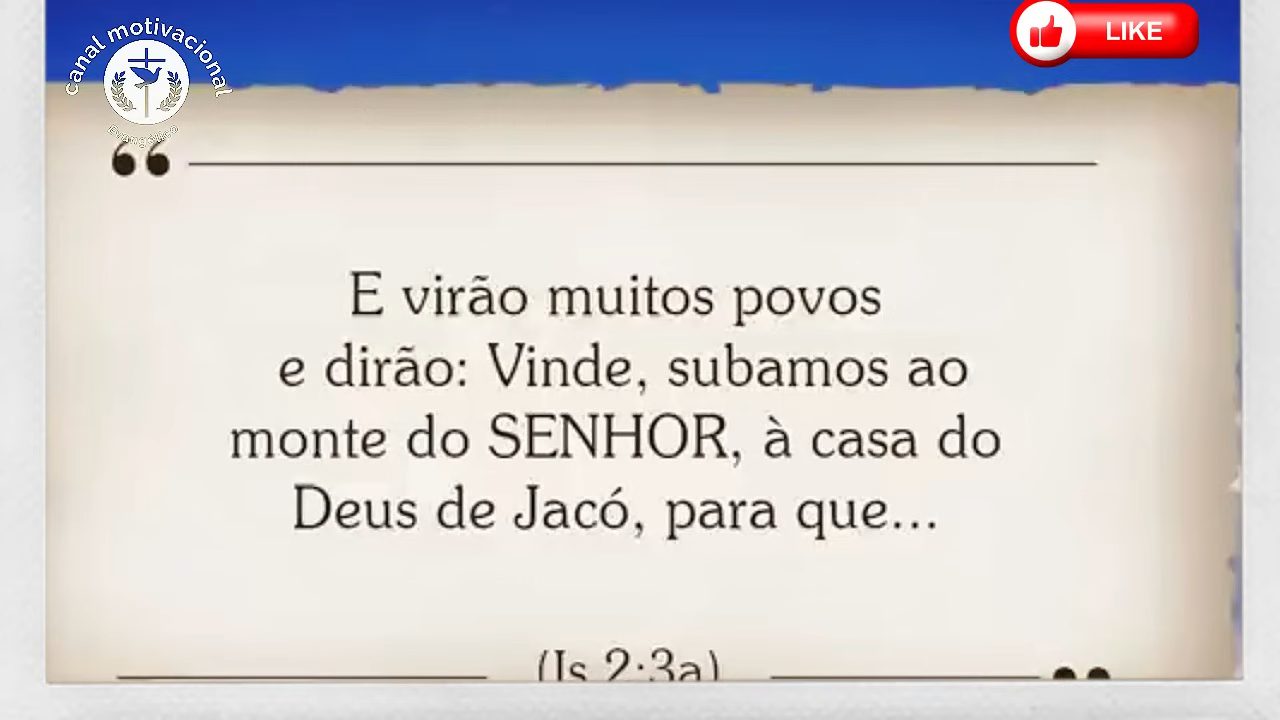 canal motivacional
evangélico
LIKE
E virão muitos povos
e dirão: Vinde, subamos ao
monte do SENHOR, à casa do
Deus de Jacó, para que...
(Is 2:3a)